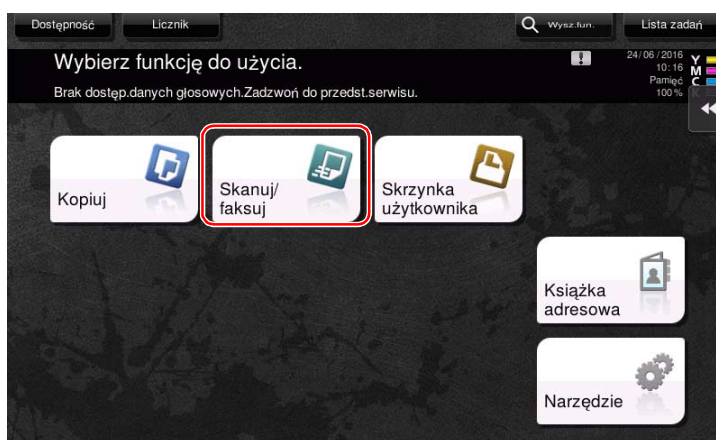 Dostępność
Licznik
Wysz.fun.
Lista zadań
Wybierz funkcję do użycia.
Brak dostęp.danych głosowych.Zadzwoń do przedst.serwisu.
24/06/2016
10:16
Pamięć
100%
Y
M
C
K
Kopiuj
Skanuj/
faksuj
Skrzynka
użytkownika
Książka
adresowa
Narzędzie